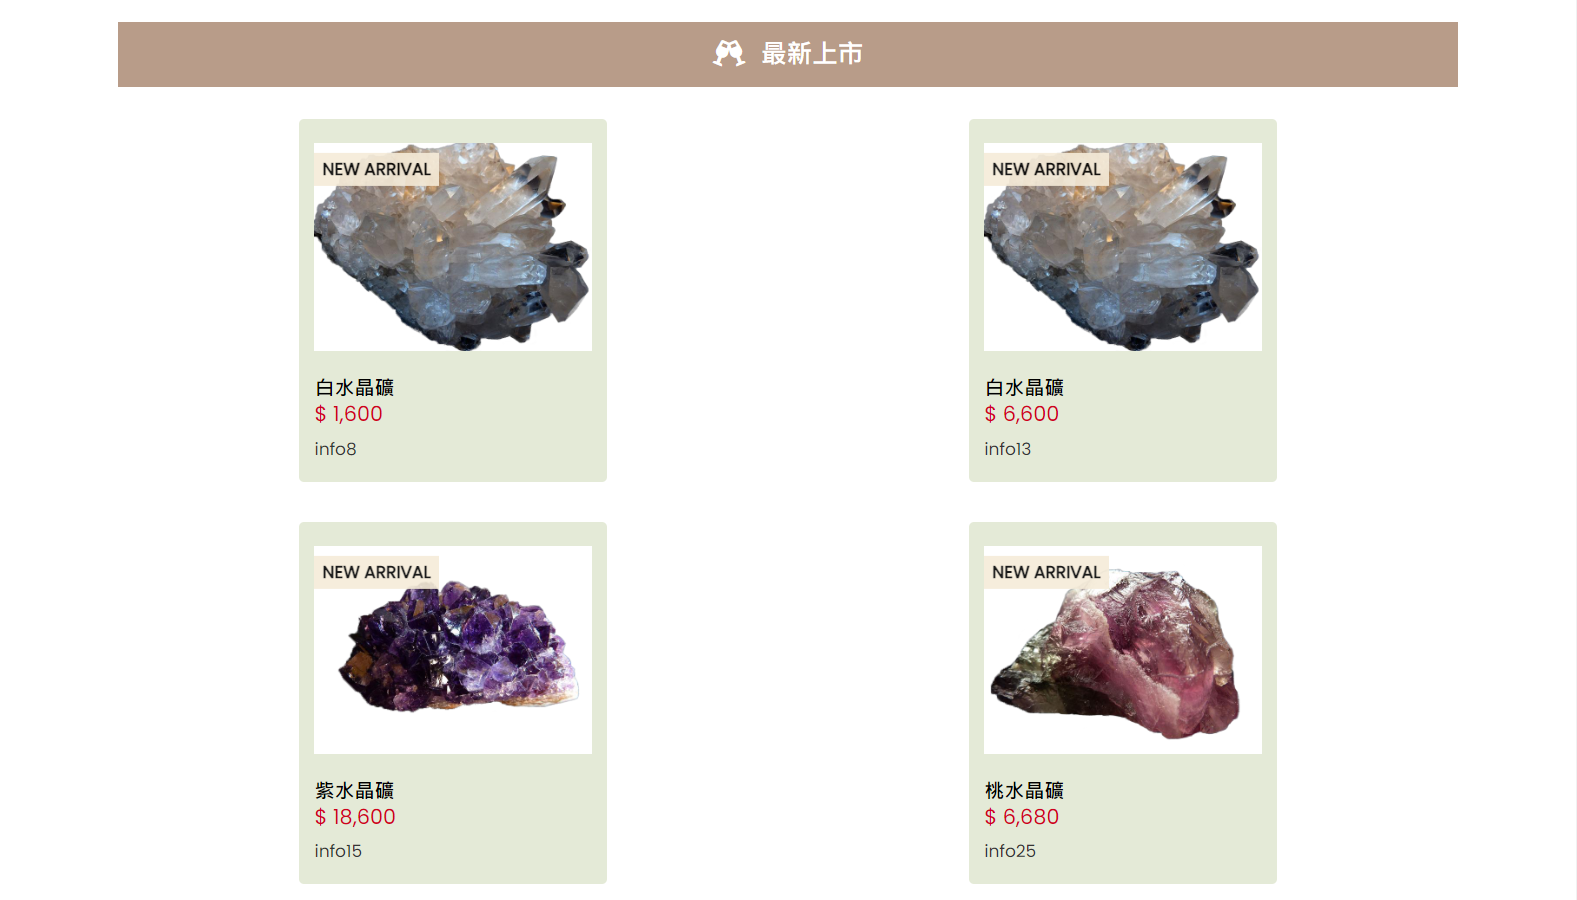 最新上市
NEW ARRIVAL
白水晶礦
$ 1,600
info8
NEW ARRIVAL
白水晶礦
$ 6,600
info13
NEW ARRIVAL
紫水晶礦
$ 18,600
info15
NEW ARRIVAL
桃水晶礦
$ 6,680
info25